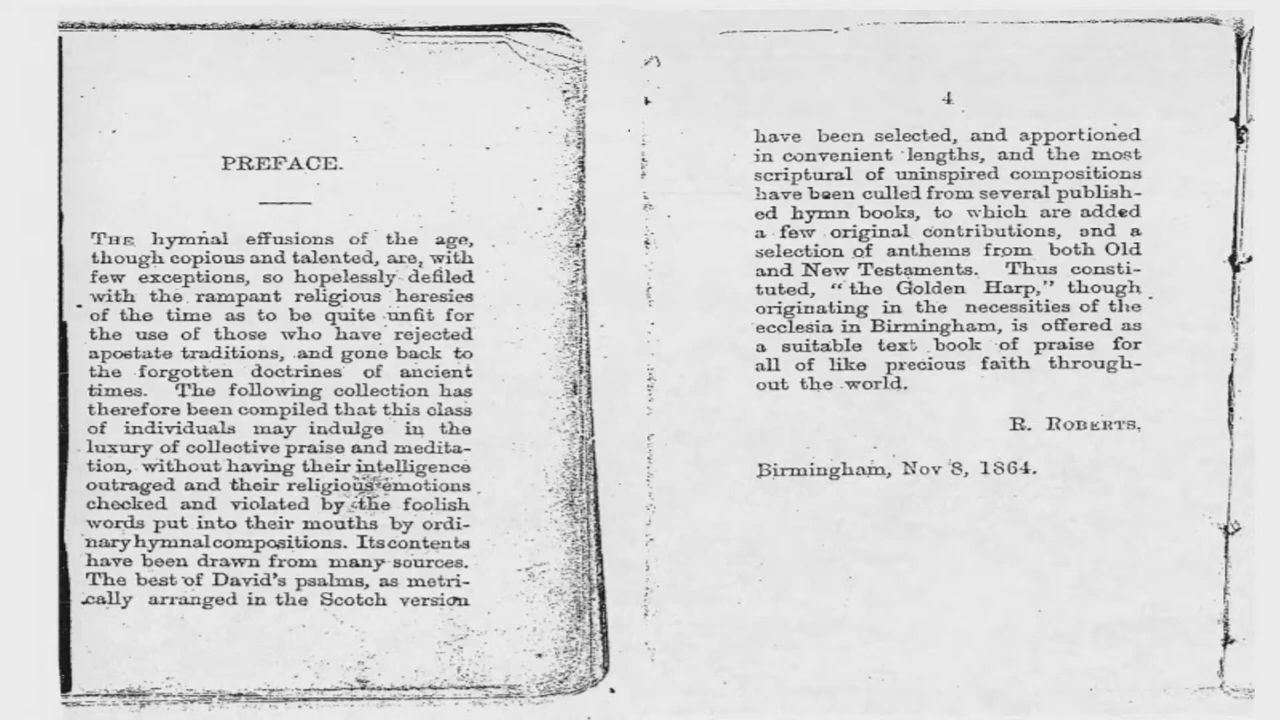 PREFACE.
THE hymnal effusions of the age,
though copious and talented, are, with
few exceptions, so hopelessly defiled
with the rampant religious heresies
of the time as to be quite unfit for
the use of those who have rejected
apostate traditions, and gone back to
the forgotten doctrines of ancient
times. The following collection has
therefore been compiled that this class
of individuals may indulge in the
luxury of collective praise and medita-
tion, without having their intelligence
outraged and their religious emotions
checked and violated by the foolish
words put into their mouths by ordi-
nary hymnal compositions. Its contents
have been drawn from many sources.
The best of David's psalms, as metri-
cally arranged in the Scotch version
4
have been selected, and apportioned
in convenient lengths, and the most
scriptural of uninspired compositions
have been culled from several publish-
ed hymn books, to which are added
a few original contributions, and a
selection of anthems from both Old
and New Testaments. Thus consti-
tuted, "the Golden Harp," though
originating in the necessities of the
ecclesia in Birmingham, is offered as
a suitable text book of praise for
all of like precious faith through-
out the world.
R. ROBERTS,
Birmingham, Nov 8, 1864.